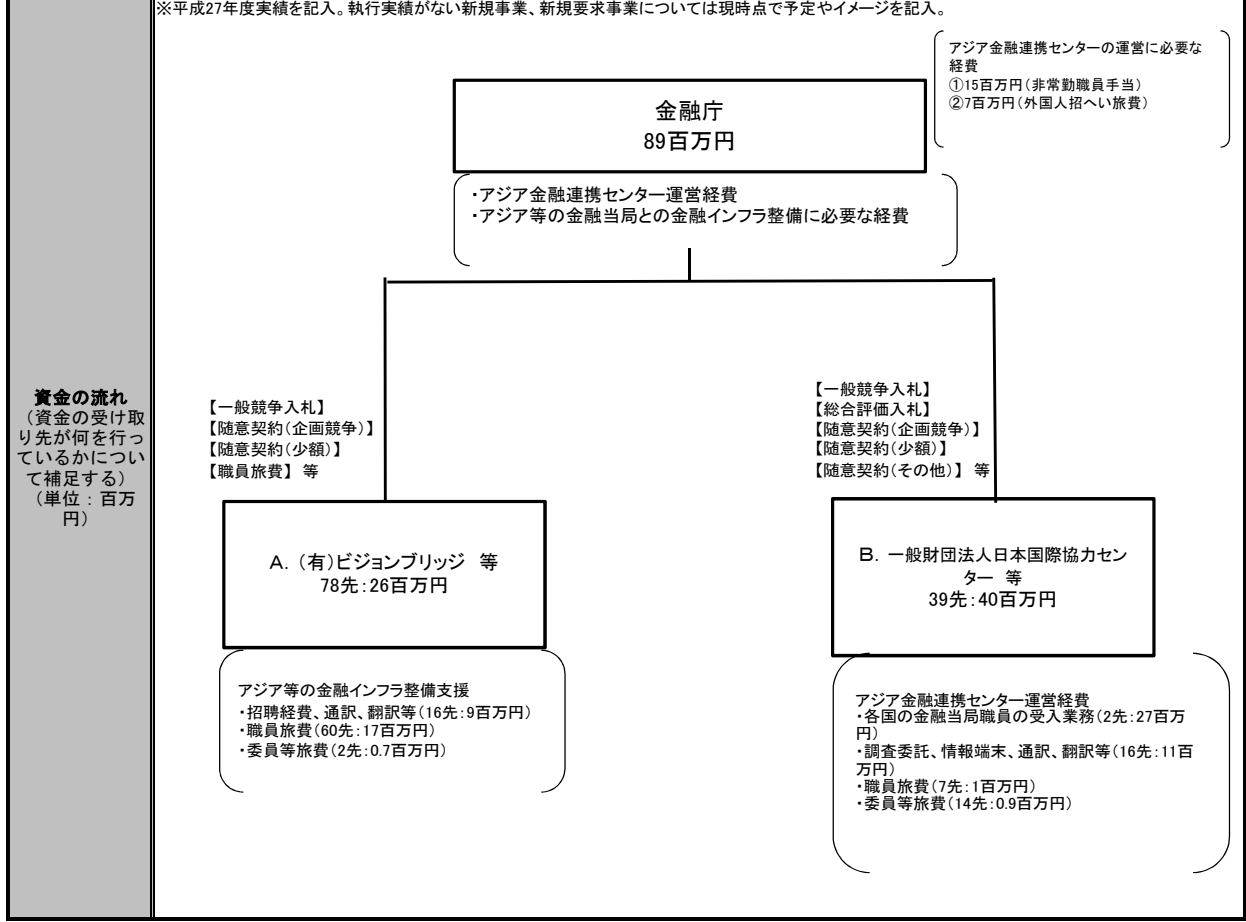 ※平成27年度実績を記入。執行実績がない新規事業、新規要求事業については現時点で予定やイメージを記入。
アジア金融連携センターの運営に必要な
経費
①15百万円(非常勤職員手当)
②7百万円(外国人招へい旅費)
金融庁
89百万円
・アジア金融連携センター運営経費
・アジア等の金融当局との金融インフラ整備に必要な経費
資金の流れ
(資金の受け取
り先が何を行っ
ているかについ
て補足する)
(単位:百万
円)
【一般競争入札】
【随意契約(企画競争)】
【随意契約(少額)】
【職員旅費】 等
【一般競争入札】
【総合評価入札】
【随意契約(企画競争)】
【随意契約(少額)】
【随意契約(その他)】 等
A.(有)ビジョンブリッジ 等
78先:26百万円
B.一般財団法人日本国際協力セン
ター 等
39先:40百万円
アジア等の金融インフラ整備支援
・招聘経費、通訳、翻訳等(16先:9百万円)
・職員旅費(60先:17百万円)
・委員等旅費(2先:0.7百万円)
アジア金融連携センター運営経費
・各国の金融当局職員の受入業務(2先:27百万
円)
・調査委託、情報端末、通訳、翻訳等(16先:11百
万円)
・職員旅費(7先:1百万円)
・委員等旅費(14先:0.9百万円)